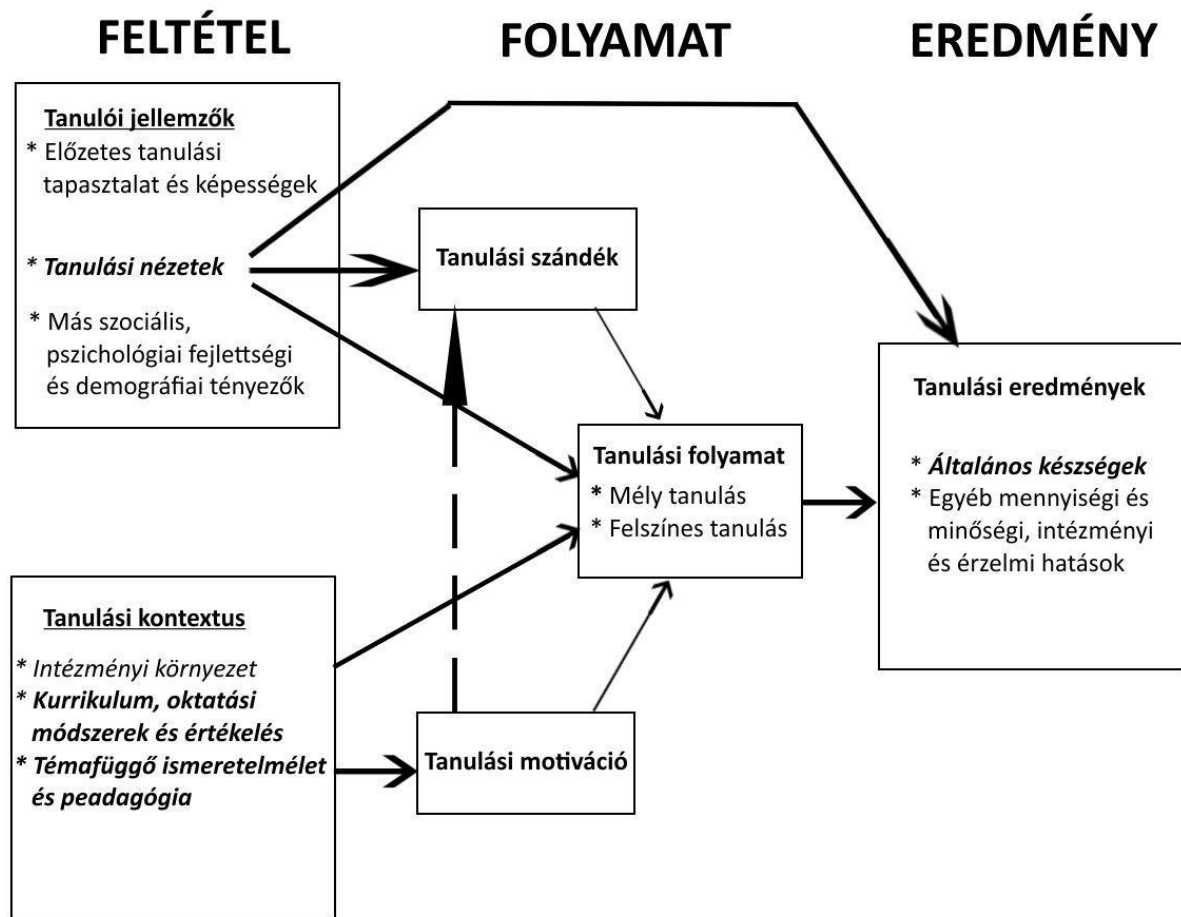 FELTÉTEL
FOLYAMAT
EREDMÉNY
Tanulói jellemzők
* Előzetes tanulási
tapasztalat és képességek
* Tanulási nézetek
* Más szociális,
pszichológiai fejlettségi
és demográfiai tényezők
Tanulási szándék
Tanulási folyamat
* Mély tanulás
* Felszínes tanulás
Tanulási eredmények
* Általános készségek
* Egyéb mennyiségi és
minőségi, intézményi
és érzelmi hatások
Tanulási kontextus
* Intézményi környezet
* Kurrikulum, oktatási
módszerek és értékelés
* Témafüggő ismeretelmélet
és peadagógia
Tanulási motiváció